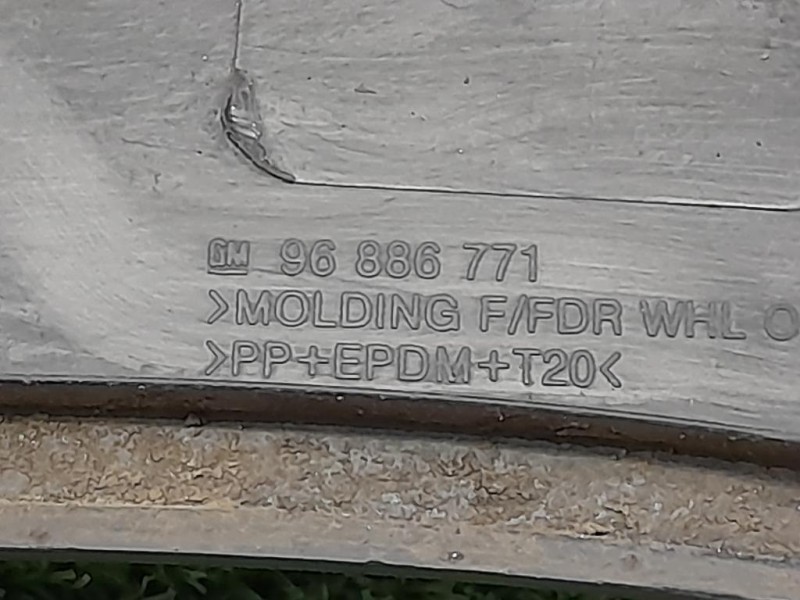 GM 96 886 771
>MOLDING F/FDR WHL O
>PP+EPDM+T20<